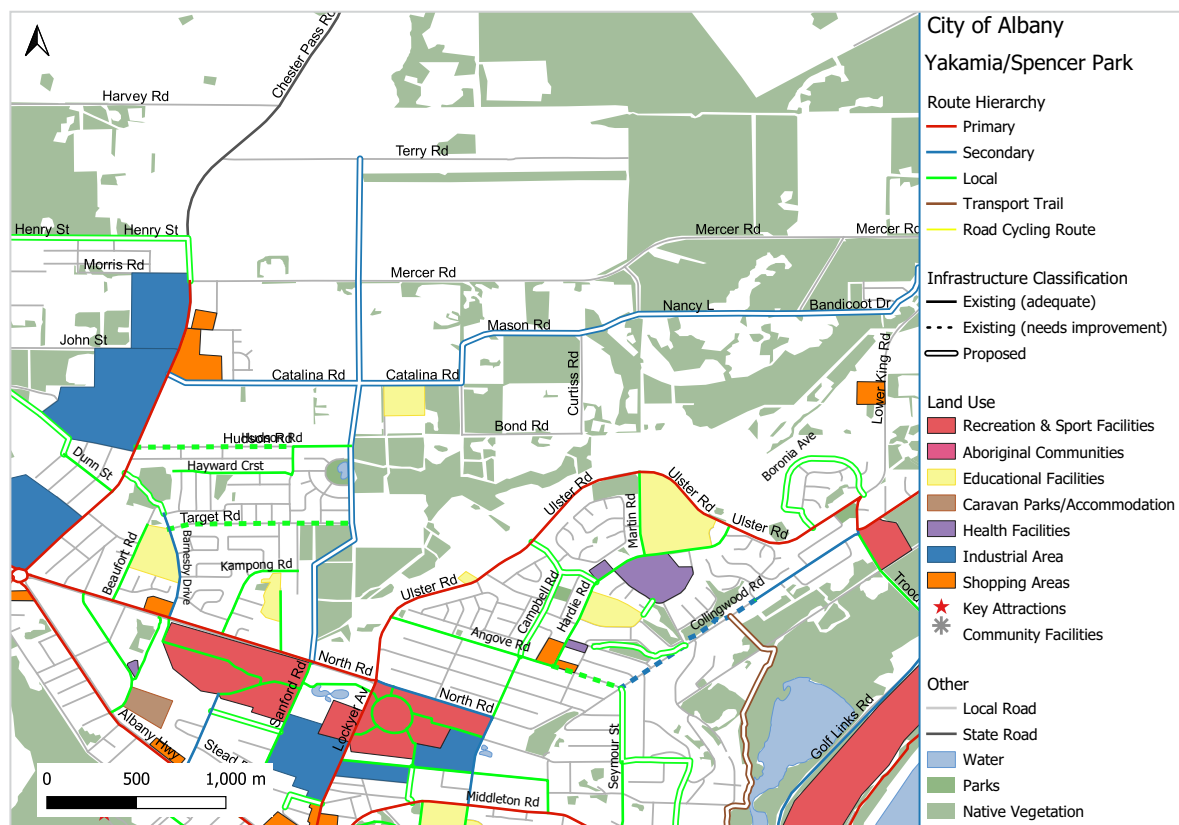 City of Albany
Yakamia/Spencer Park
Route Hierarchy
Primary
Secondary
Local
Transport Trail
Road Cycling Route
Infrastructure Classification
Existing (adequate)
Existing (needs improvement)
Proposed
Land Use
Recreation & Sport Facilities
Aboriginal Communities
Educational Facilities
Caravan Parks/Accommodation
Health Facilities
Industrial Area
Shopping Areas
Key Attractions
Community Facilities
Other
Local Road
State Road
Water
Parks
Native Vegetation
Chester Pass Rd
Harvey Rd
Terry Rd
Henry St
Henry St
Mercer Rd
Mercer Rd
Morris Rd
Mercer Rd
Nancy L
Bandicoot Dr
Mason Rd
John St
Lower King Rd
Catalina Rd
Catalina Rd
Curtiss Rd
Bond Rd
Hudson Rd
Hudson Rd
Hayward Crst
Dunn St
Boronia Ave
Ulster Rd
Ulster Rd
Ulster Rd
Martin Rd
Target Rd
Barnesby Drive
Beaufort Rd
Kampong Rd
Ulster Rd
Campbell Rd
Hardie Rd
Collingwood Rd
Trood
Angove Rd
North Rd
North Rd
Sanford Rd
Lockyer Av
Albany Hwy
Stead R
Seymour St
Golf Links Rd
Middleton Rd
0 500 1,000 m